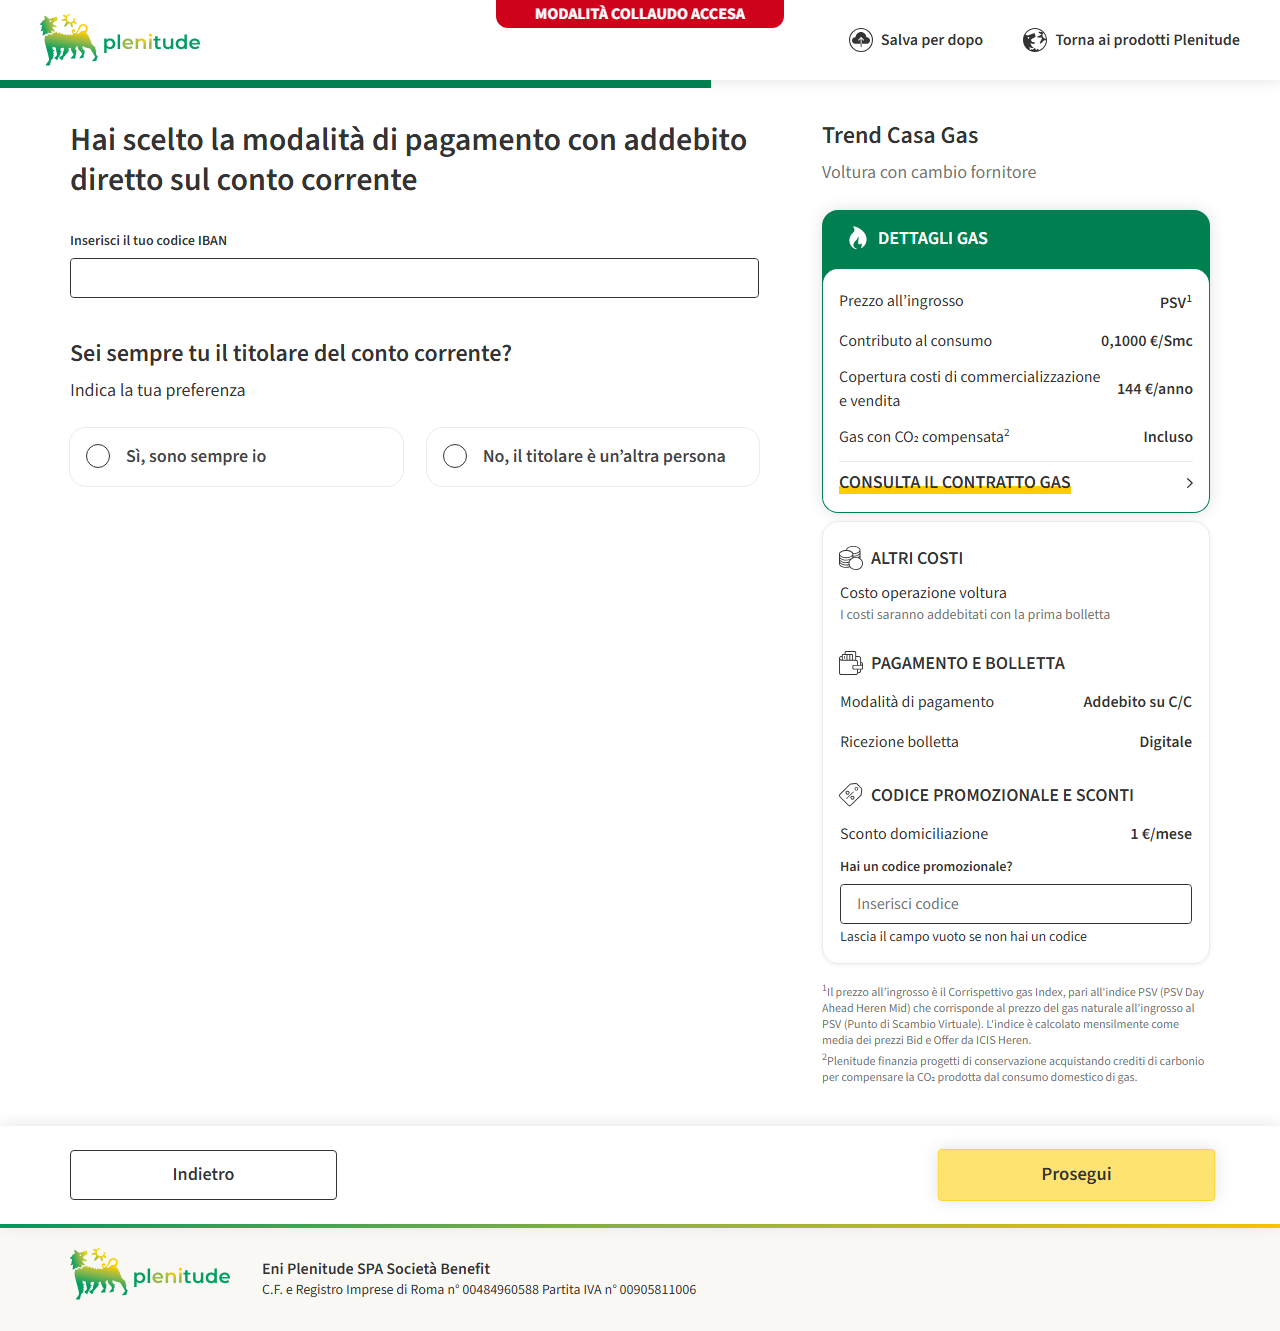 MODALITÀ COLLAUDO ACCESA
plenitude
Salva per dopo
Torna ai prodotti Plenitude
Hai scelto la modalità di pagamento con addebito
diretto sul conto corrente
Inserisci il tuo codice IBAN
Sei sempre tu il titolare del conto corrente?
Indica la tua preferenza
Sì, sono sempre io
No, il titolare è un’altra persona
Trend Casa Gas
Voltura con cambio fornitore
DETTAGLI GAS
Prezzo all’ingrosso PSV¹
Contributo al consumo 0,1000 €/Smc
Copertura costi di commercializzazione
e vendita 144 €/anno
Gas con CO₂ compensata² Incluso
CONSULTA IL CONTRATTO GAS
ALTRI COSTI
Costo operazione voltura
I costi saranno addebitati con la prima bolletta
PAGAMENTO E BOLLETTA
Modalità di pagamento Addebito su C/C
Ricezione bolletta Digitale
CODICE PROMOZIONALE E SCONTI
Sconto domiciliazione 1 €/mese
Hai un codice promozionale?
Inserisci codice
Lascia il campo vuoto se non hai un codice
¹Il prezzo all’ingrosso è il Corrispettivo gas Index, pari all’indice PSV (PSV Day
Ahead Heren Mid) che corrisponde al prezzo del gas naturale all’ingrosso al
PSV (Punto di Scambio Virtuale). L’indice è calcolato mensilmente come
media dei prezzi Bid e Offer da ICIS Heren.
²Plenitude finanzia progetti di conservazione acquistando crediti di carbonio
per compensare la CO₂ prodotta dal consumo domestico di gas.
Indietro
Prosegui
plenitude
Eni Plenitude SPA Società Benefit
C.F. e Registro Imprese di Roma n° 00484960588 Partita IVA n° 00905811006